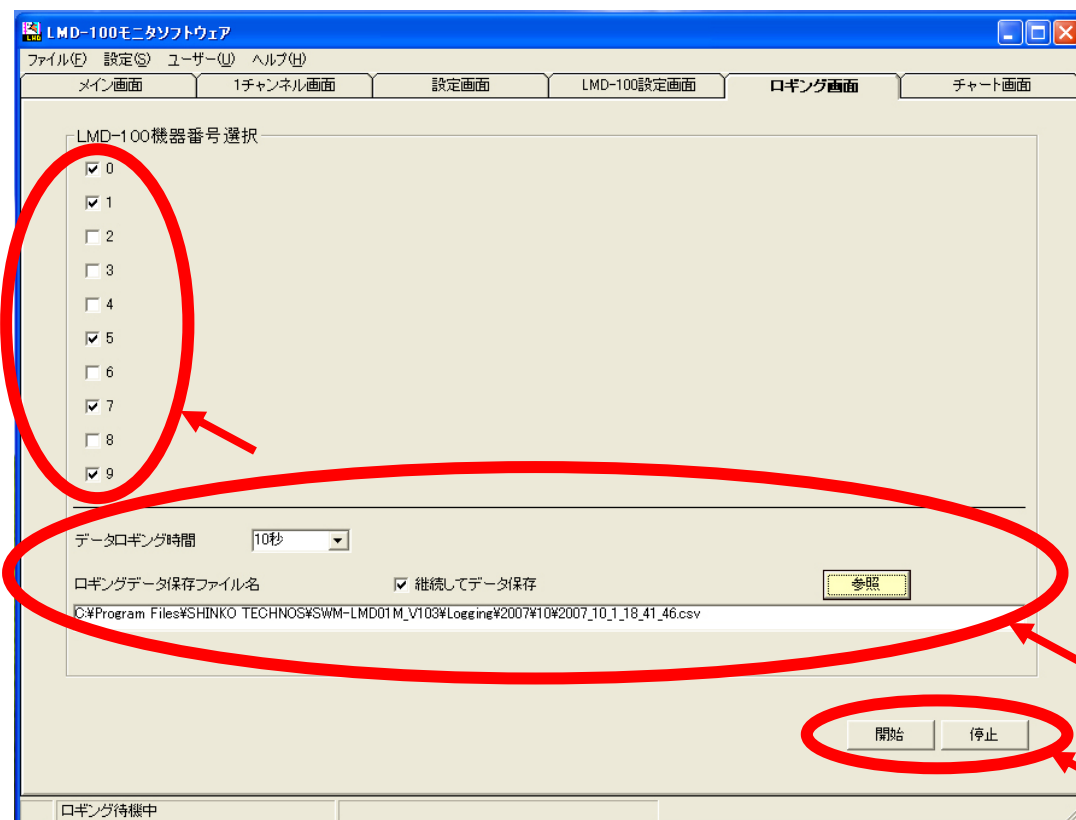 LMD-100モニタソフトウェア
ファイル(F) 設定(S) ユーザー(U) ヘルプ(H)
メイン画面 1チャンネル画面 設定画面 LMD-100設定画面 ロギング画面 チャート画面
LMD-100機器番号選択
0
1
2
3
4
5
6
7
8
9
データロギング時間 10秒
ロギングデータ保存ファイル名 継続してデータ保存 参照
C:¥Program Files¥SHINKO TECHNOS¥SWM-LMD01M_V103¥Logging¥2007¥10¥2007_10_1_18_41_46.csv
開始 停止
ロギング待機中